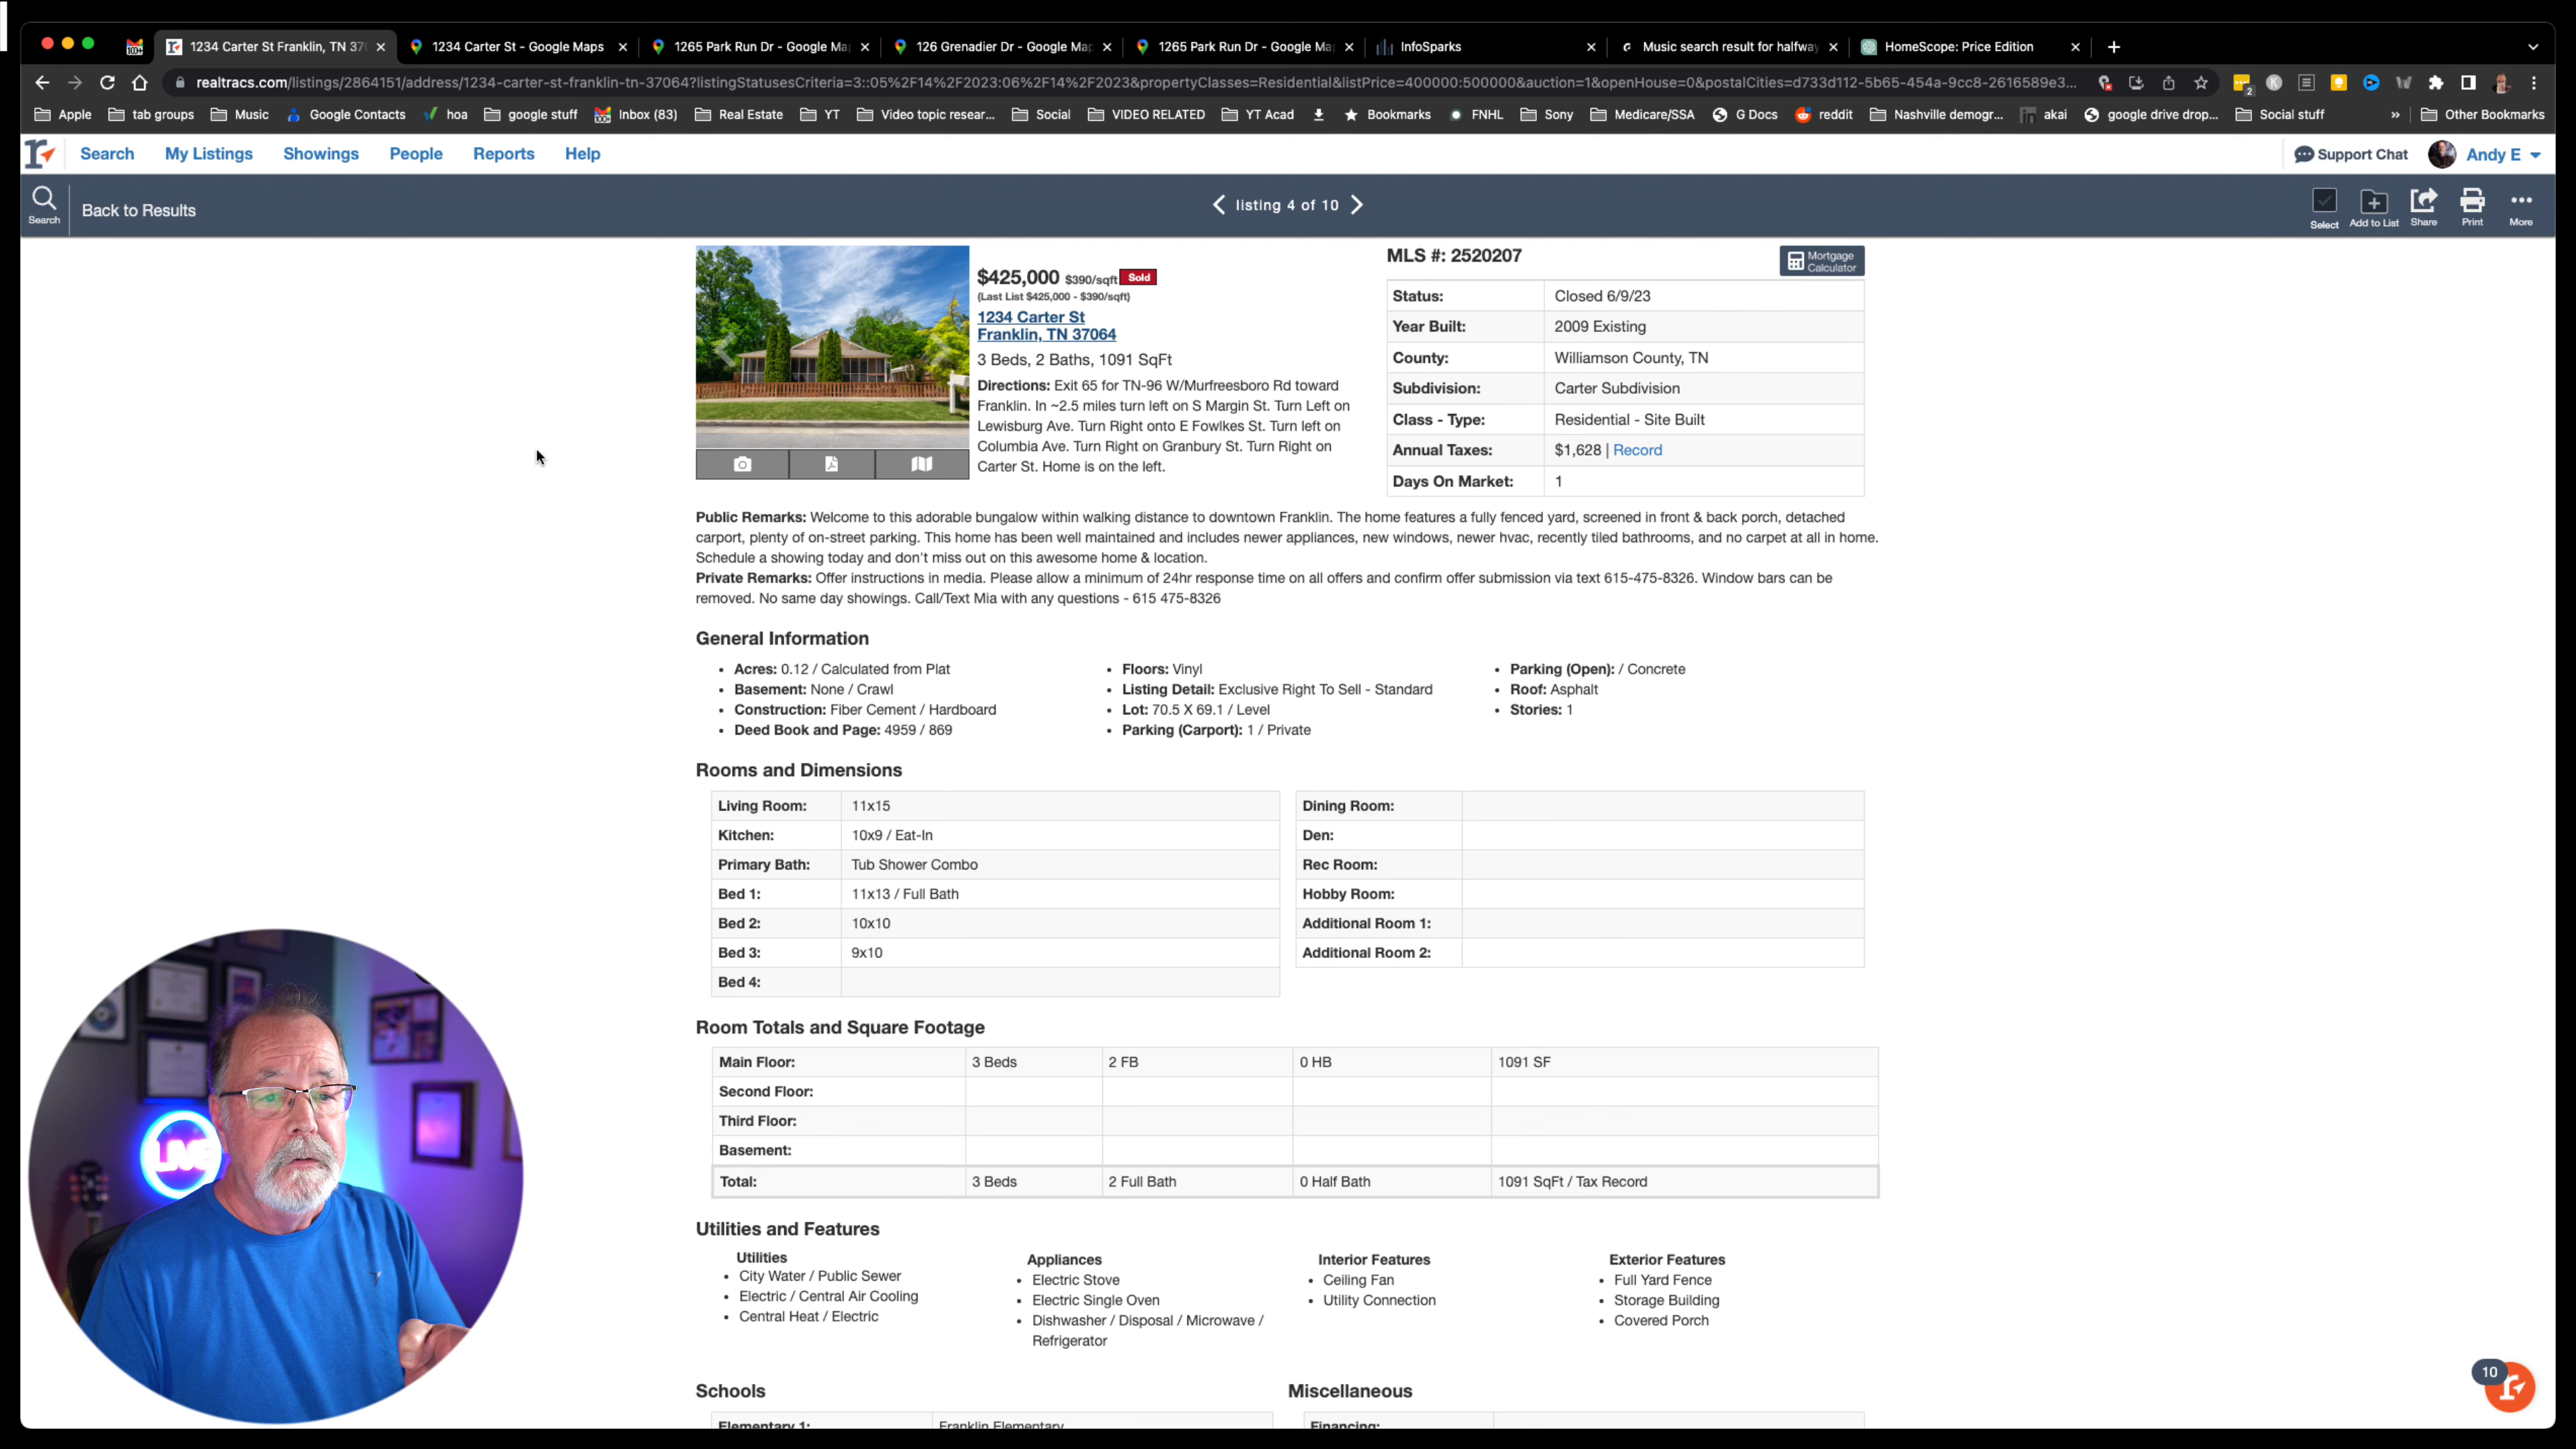 1234 Carter St Franklin, TN 370
1234 Carter St - Google Maps
1265 Park Run Dr - Google Ma
126 Grenadier Dr - Google Map
1265 Park Run Dr - Google Ma
InfoSparks
Music search result for halfway
HomeScope: Price Edition
realtracs.com/listings/2864151/address/1234-carter-st-franklin-tn-37064?listingStatusesCriteria=3::05%2F14%2F2023:06%2F14%2F2023&propertyClasses=Residential&listPrice=400000:500000&auction=1&openHouse=0&postalCities=d733d112-5b65-454a-9cc8-2616589e3...
Apple tab groups Music Google Contacts hoa google stuff Inbox (83) Real Estate YT Video topic resear... Social VIDEO RELATED YT Acad Bookmarks FNHL Sony Medicare/SSA G Docs reddit Nashville demogr... akai google drive drop... Social stuff » Other Bookmarks
Search My Listings Showings People Reports Help Support Chat Andy E
Search Back to Results listing 4 of 10 Select Add to List Share Print More
$425,000 $390/sqft Sold
(Last List $425,000 - $390/sqft)
1234 Carter St
Franklin, TN 37064
3 Beds, 2 Baths, 1091 SqFt
Directions: Exit 65 for TN-96 W/Murfreesboro Rd toward
Franklin. In ~2.5 miles turn left on S Margin St. Turn Left on
Lewisburg Ave. Turn Right onto E Fowlkes St. Turn left on
Columbia Ave. Turn Right on Granbury St. Turn Right on
Carter St. Home is on the left.
MLS #: 2520207
Mortgage
Calculator
Status: Closed 6/9/23
Year Built: 2009 Existing
County: Williamson County, TN
Subdivision: Carter Subdivision
Class - Type: Residential - Site Built
Annual Taxes: $1,628 | Record
Days On Market: 1
Public Remarks: Welcome to this adorable bungalow within walking distance to downtown Franklin. The home features a fully fenced yard, screened in front & back porch, detached
carport, plenty of on-street parking. This home has been well maintained and includes newer appliances, new windows, newer hvac, recently tiled bathrooms, and no carpet at all in home.
Schedule a showing today and don't miss out on this awesome home & location.
Private Remarks: Offer instructions in media. Please allow a minimum of 24hr response time on all offers and confirm offer submission via text 615-475-8326. Window bars can be
removed. No same day showings. Call/Text Mia with any questions - 615 475-8326
General Information
• Acres: 0.12 / Calculated from Plat
• Basement: None / Crawl
• Construction: Fiber Cement / Hardboard
• Deed Book and Page: 4959 / 869
• Floors: Vinyl
• Listing Detail: Exclusive Right To Sell - Standard
• Lot: 70.5 X 69.1 / Level
• Parking (Carport): 1 / Private
• Parking (Open): / Concrete
• Roof: Asphalt
• Stories: 1
Rooms and Dimensions
Living Room: 11x15
Kitchen: 10x9 / Eat-In
Primary Bath: Tub Shower Combo
Bed 1: 11x13 / Full Bath
Bed 2: 10x10
Bed 3: 9x10
Bed 4:
Dining Room:
Den:
Rec Room:
Hobby Room:
Additional Room 1:
Additional Room 2:
Room Totals and Square Footage
Main Floor: 3 Beds 2 FB 0 HB 1091 SF
Second Floor:
Third Floor:
Basement:
Total: 3 Beds 2 Full Bath 0 Half Bath 1091 SqFt / Tax Record
Utilities and Features
Utilities
• City Water / Public Sewer
• Electric / Central Air Cooling
• Central Heat / Electric
Appliances
• Electric Stove
• Electric Single Oven
• Dishwasher / Disposal / Microwave /
Refrigerator
Interior Features
• Ceiling Fan
• Utility Connection
Exterior Features
• Full Yard Fence
• Storage Building
• Covered Porch
Schools
Elementary 1: Franklin Elementary
Miscellaneous
Financing:
LIVE
10